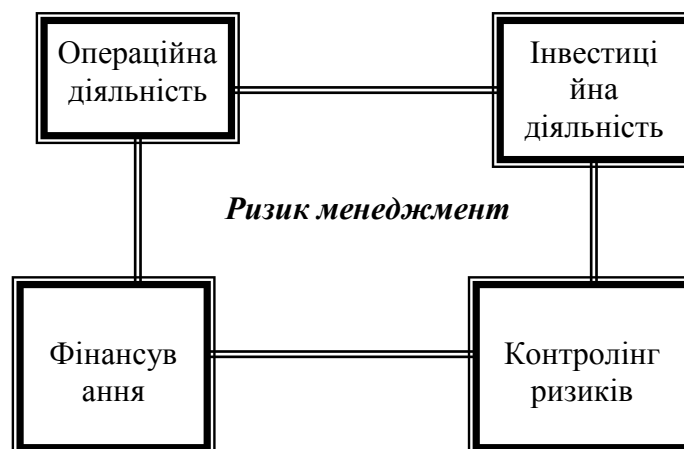 Операційна
діяльність
Інвестиці
йна
діяльність
Ризик менеджмент
Фінансув
ання
Контролінг
ризиків